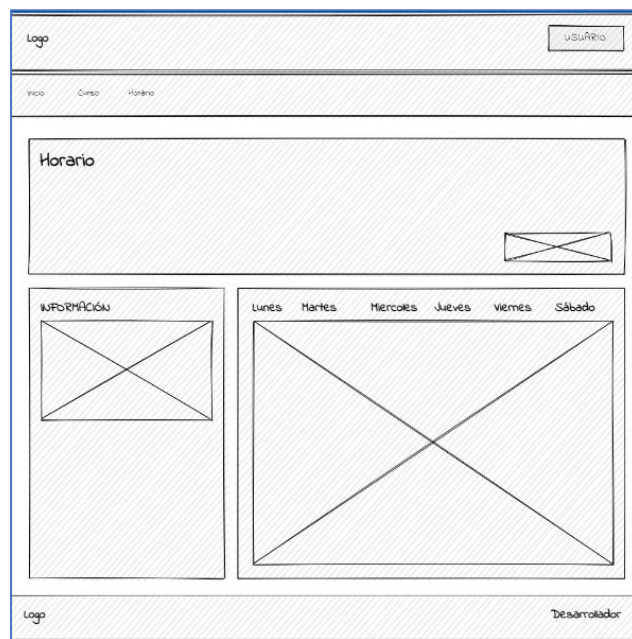 Logo
USUARIO
Inicio Curso Horario
Horario
INFORMACIÓN
Lunes Martes Miercoles Jueves Viernes Sábado
Logo Desarrollador